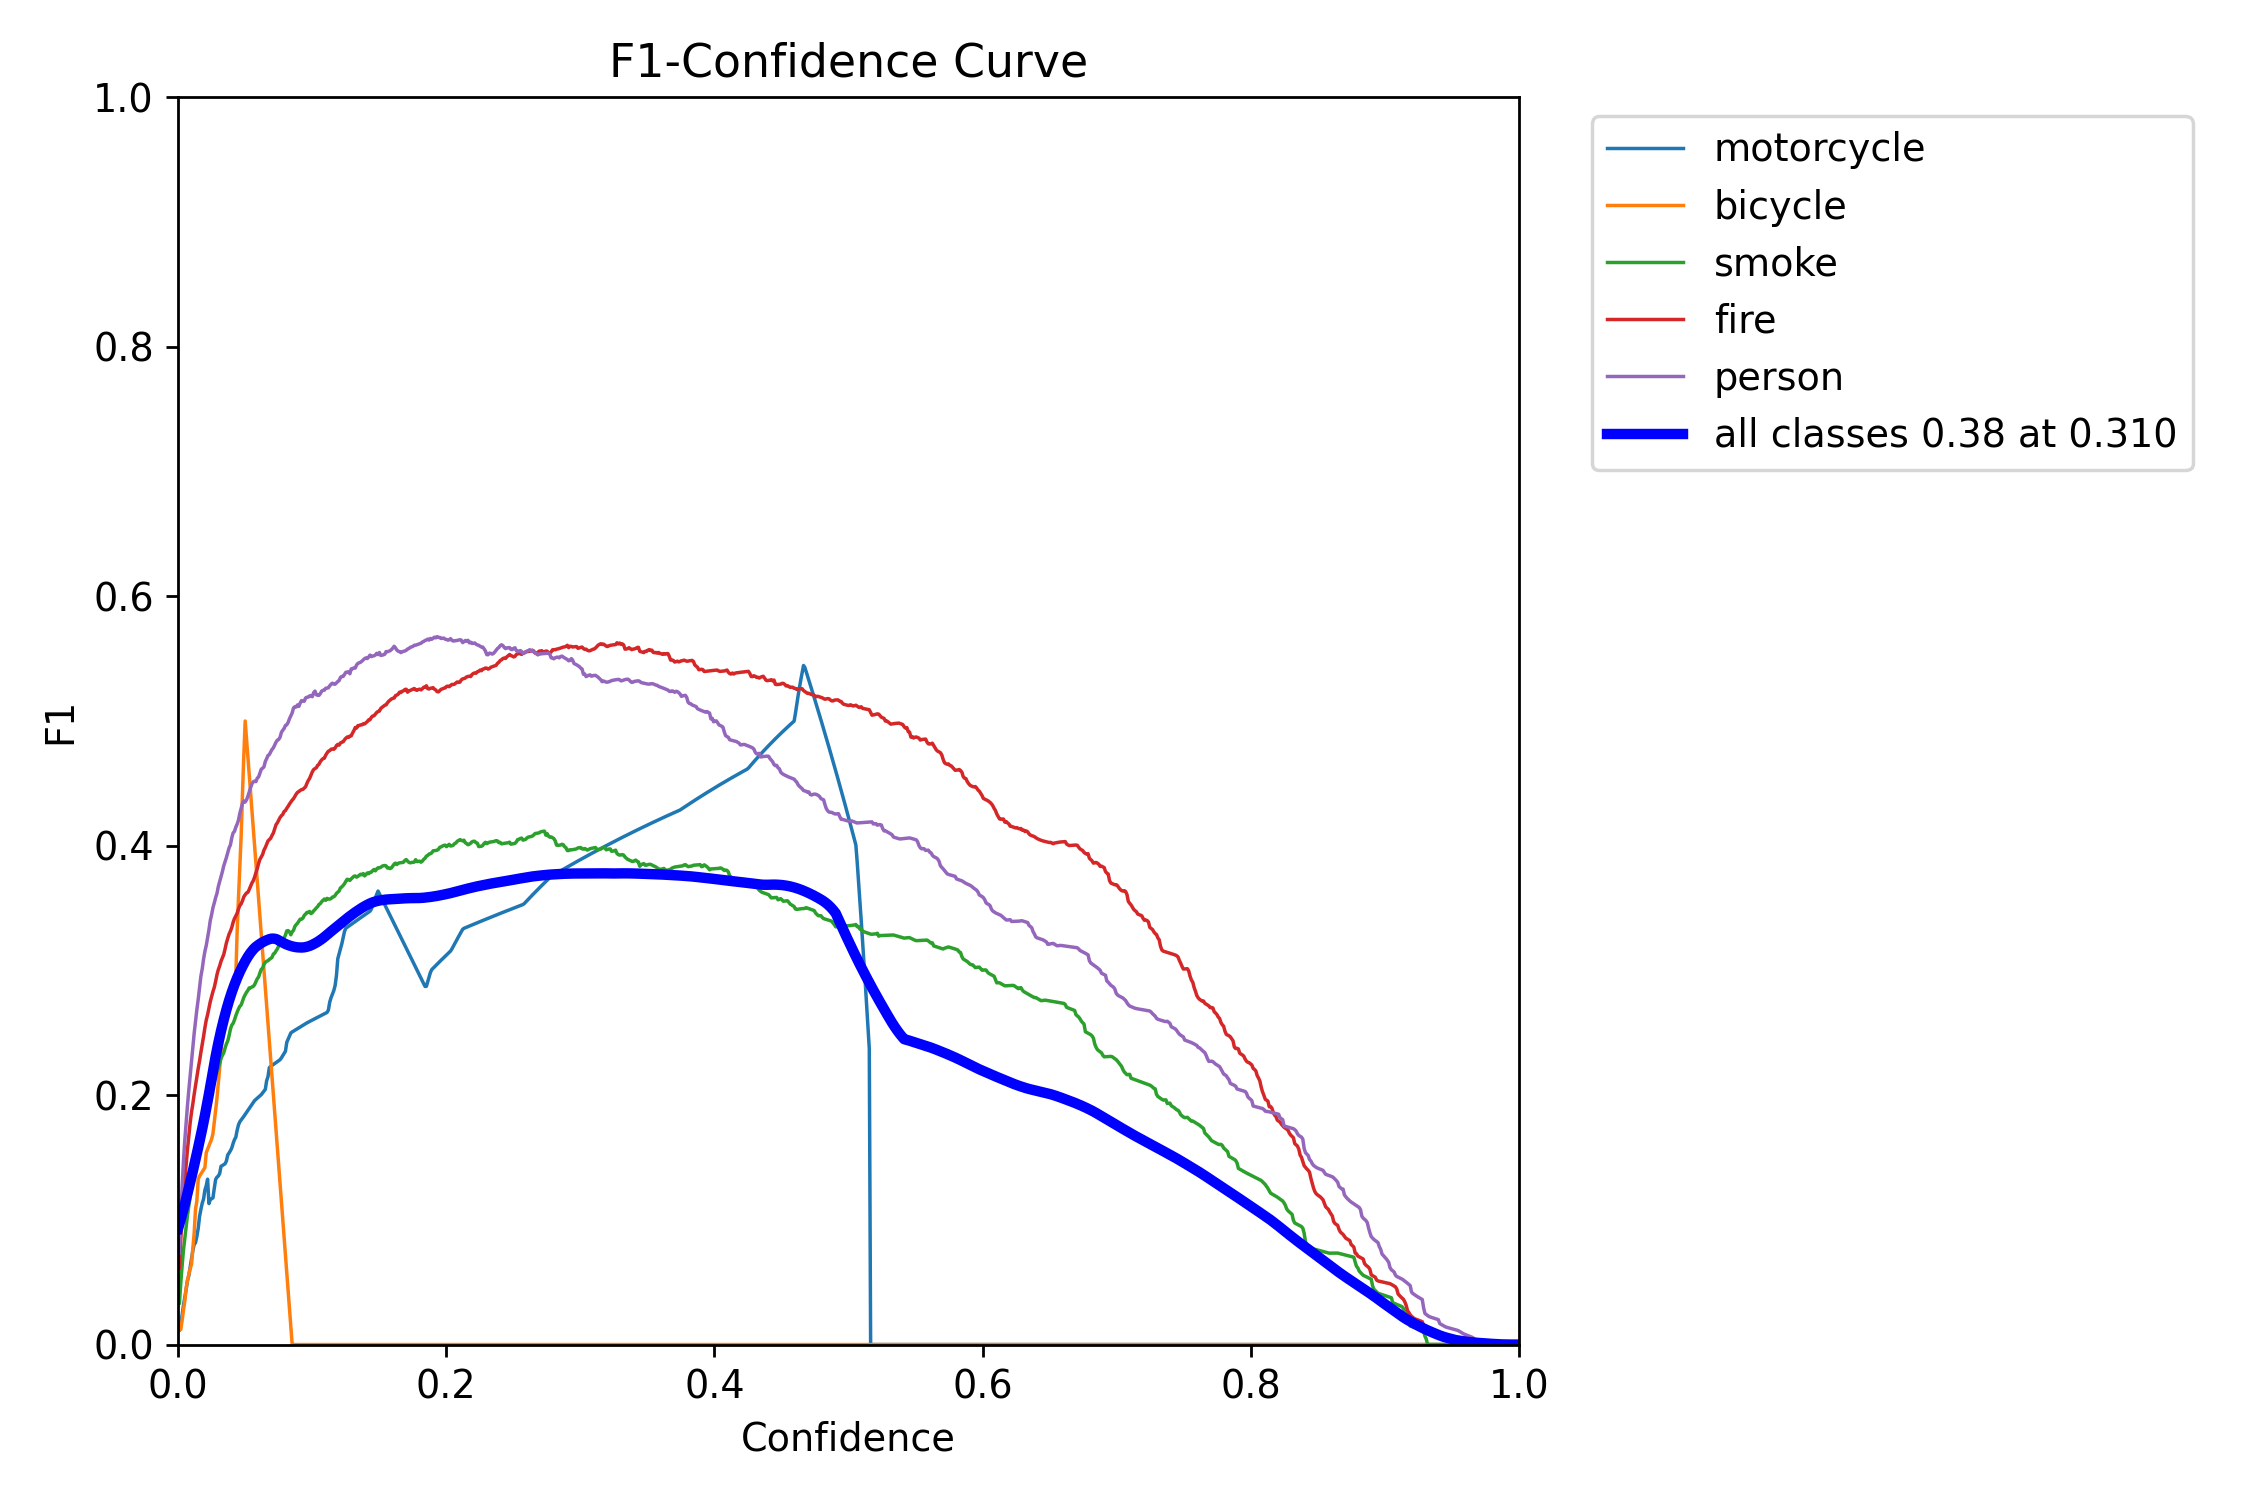 F1-Confidence Curve
1.0
0.8
0.6
0.4
0.2
0.0
F1
0.0 0.2 0.4 0.6 0.8 1.0
Confidence
motorcycle
bicycle
smoke
fire
person
all classes 0.38 at 0.310